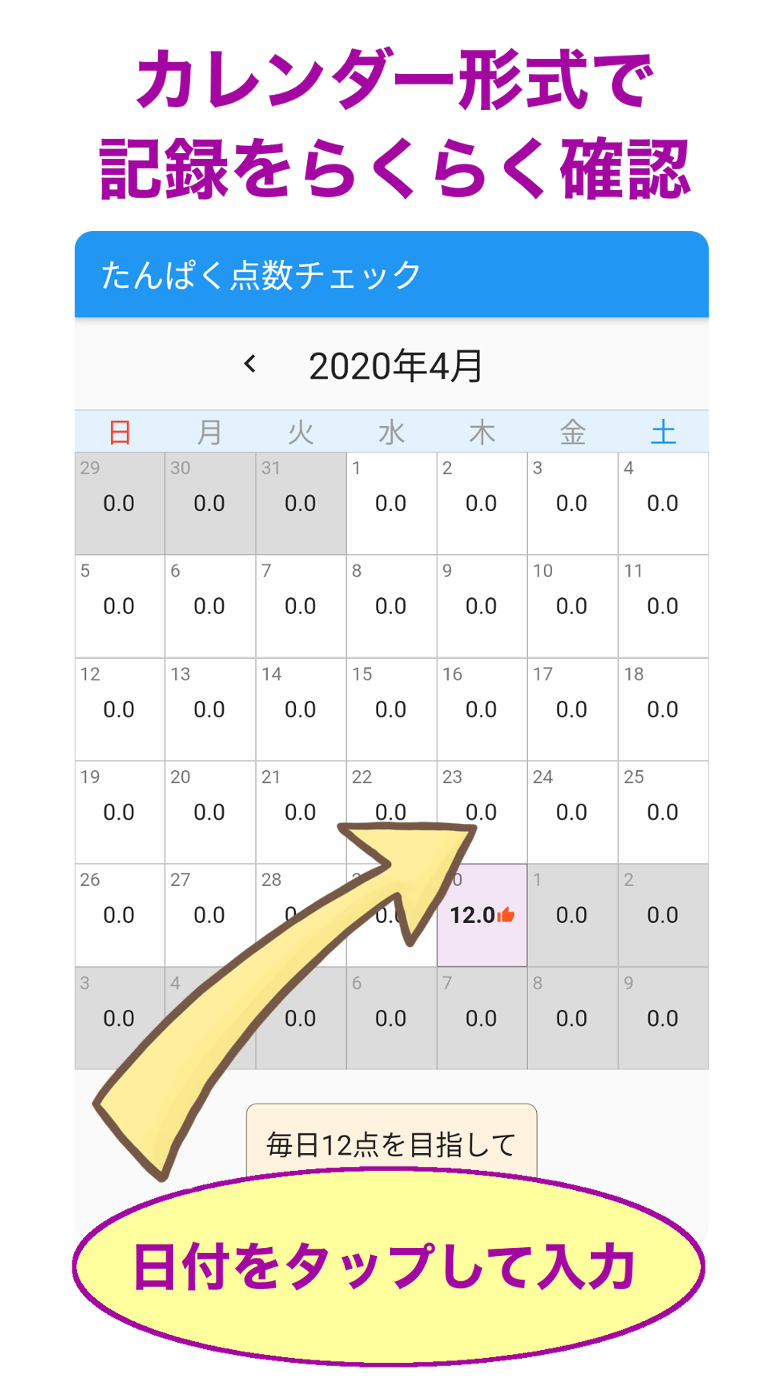 カレンダー形式で
記録をらくらく確認
たんぱく点数チェック
2020年4月
日 月 火 水 木 金 土
29 30 31 1 2 3 4
0.0 0.0 0.0 0.0 0.0 0.0 0.0
5 6 7 8 9 10 11
0.0 0.0 0.0 0.0 0.0 0.0 0.0
12 13 14 15 16 17 18
0.0 0.0 0.0 0.0 0.0 0.0 0.0
19 20 21 22 23 24 25
0.0 0.0 0.0 0.0 0.0 0.0 0.0
26 27 28 1 2
0.0 0.0 12.0 0.0 0.0
3 4 6 7 8 9
0.0 0.0 0.0 0.0 0.0 0.0
毎日12点を目指して
日付をタップして入力